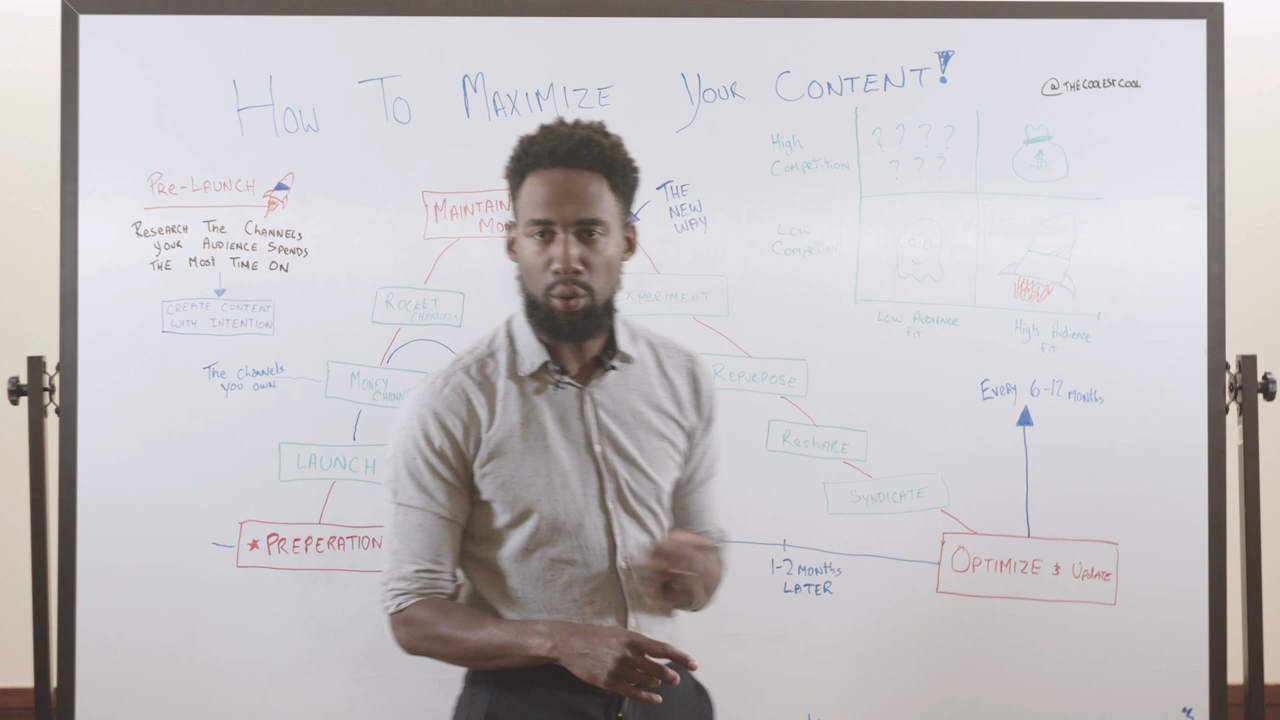 How To Maximize Your Content!
@THECOOLESTCOOL
Pre-Launch
Research The Channels
your Audience Spends
the Most Time on
Create Content
with Intention
The Channels
you own
Maintain
The
New
Way
Rocket
Channels
Money
Launch
★ Preperation
Repurpose
Reshare
Syndicate
Optimize & Update
1-2 Months
Later
Every 6-12 Months
High
Competition
? ? ? ?
? ? ?
$
Low
Low Audience
Fit
High Audience
Fit